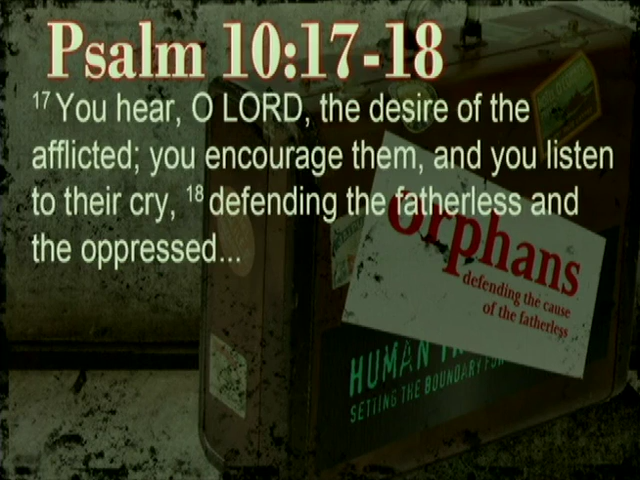 Psalm 10:17-18
17 You hear, O LORD, the desire of the
afflicted; you encourage them, and you listen
to their cry, 18 defending the fatherless and
the oppressed...
Orphans
defending the cause
of the fatherless
HUMAN
SETTING THE BOUNDARY FOR